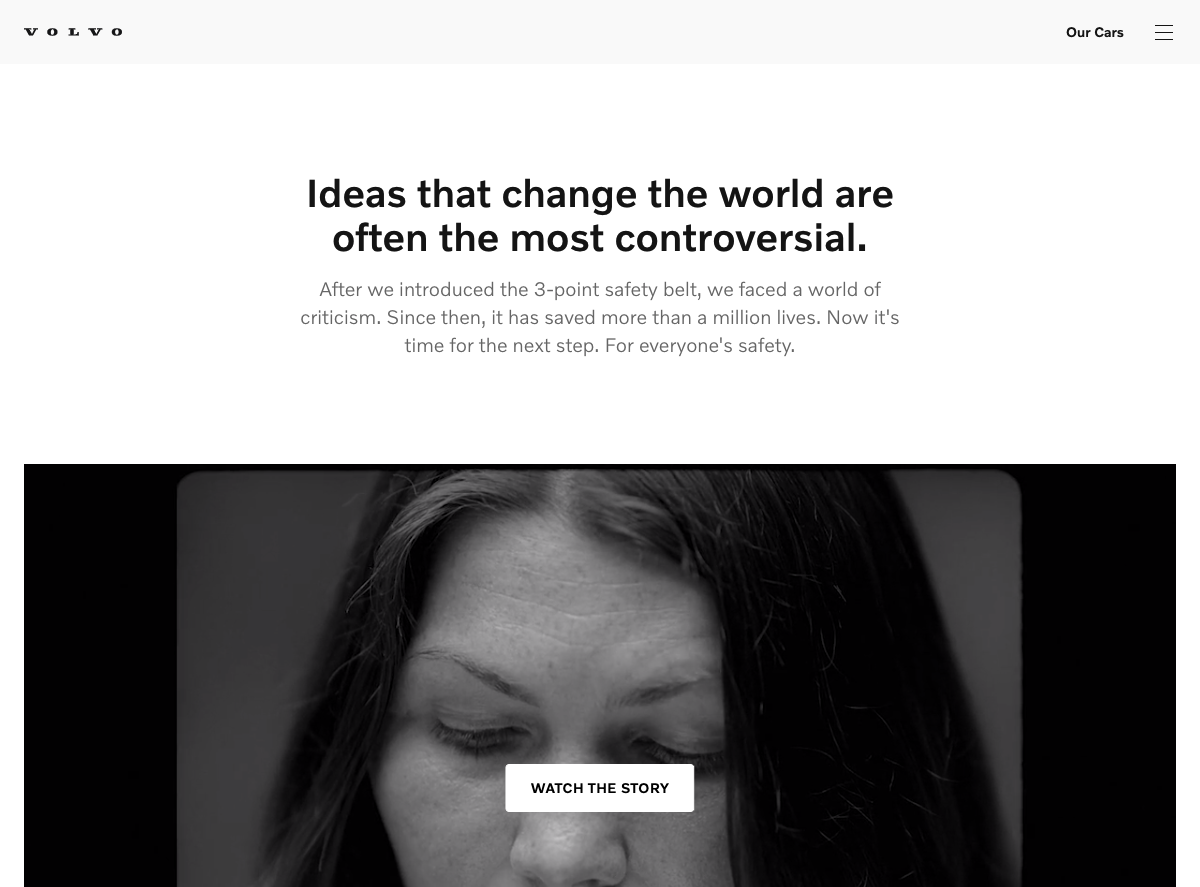 VOLVO
Our Cars
Ideas that change the world are
often the most controversial.
After we introduced the 3-point safety belt, we faced a world of
criticism. Since then, it has saved more than a million lives. Now it's
time for the next step. For everyone's safety.
WATCH THE STORY